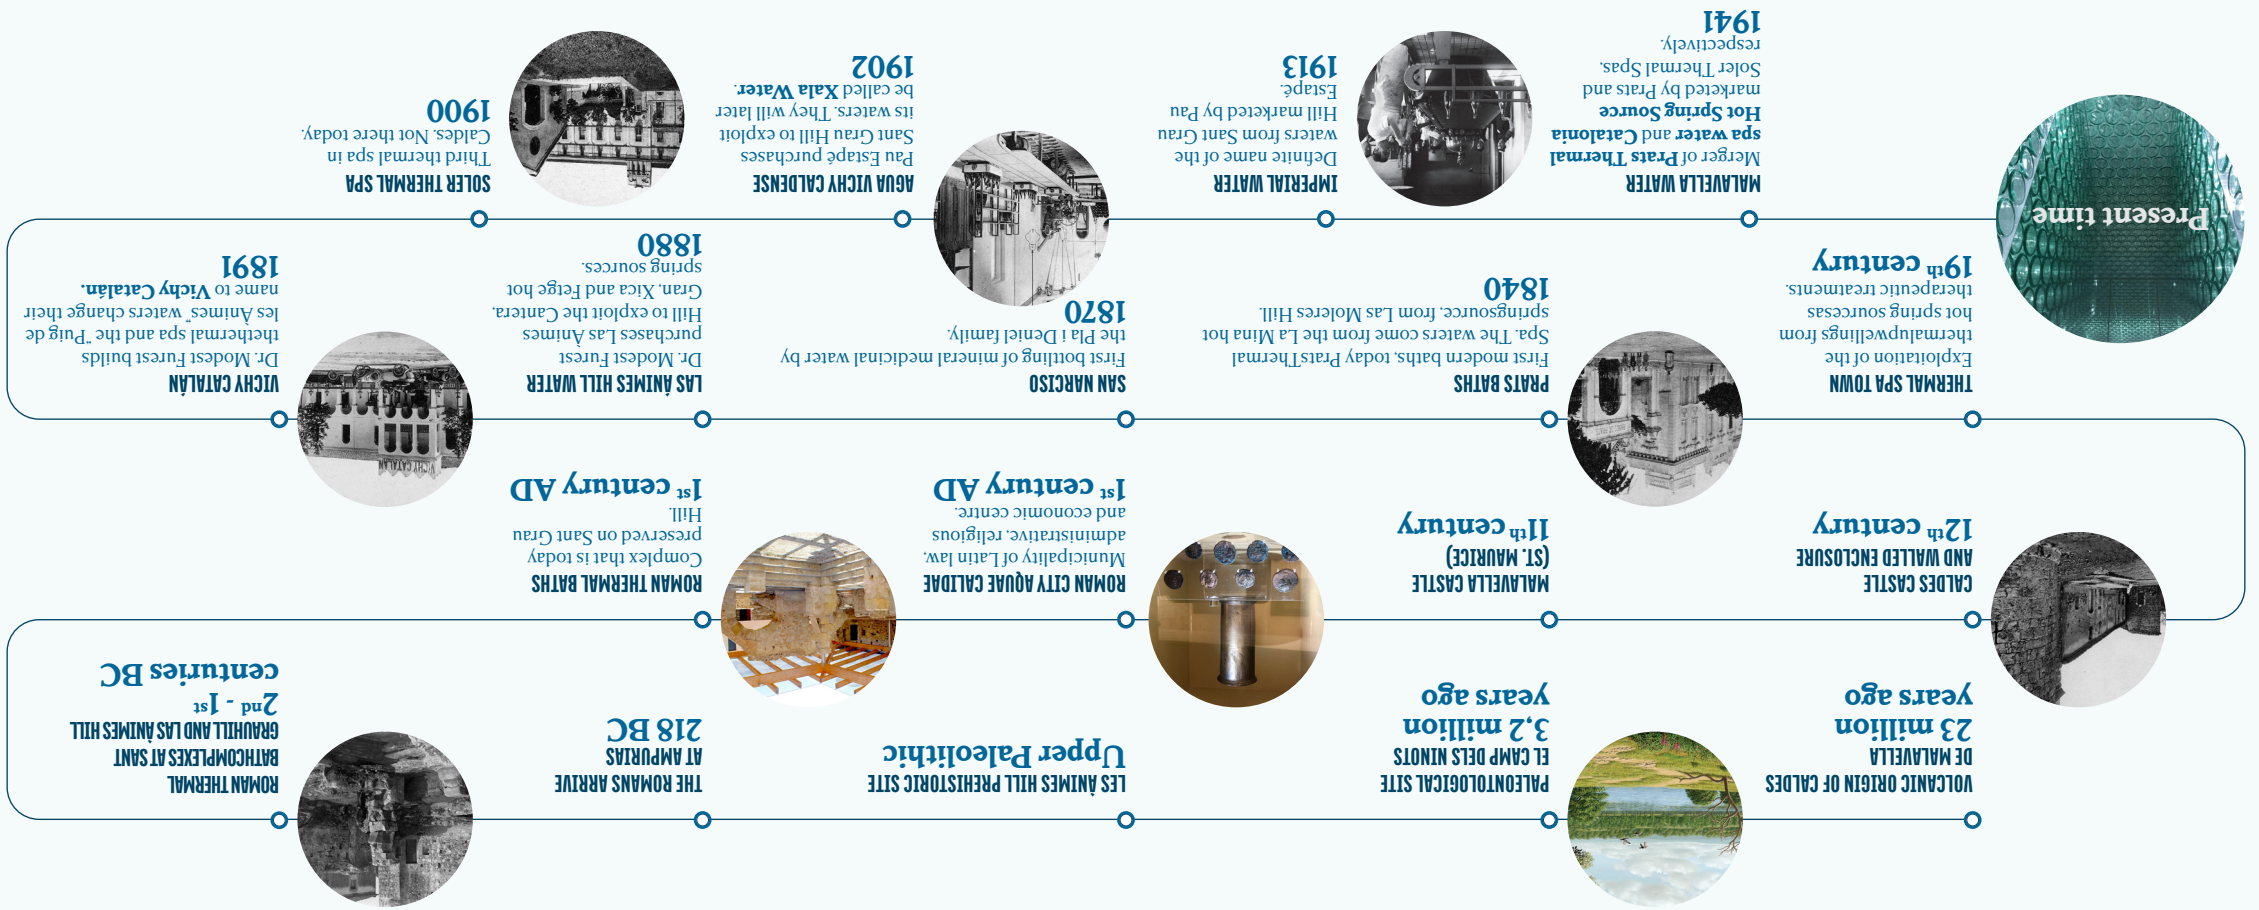 VOLCANIC ORIGIN OF CALDES
DE MALAVELLA
23 million
years ago
PALEONTOLOGICAL SITE
EL CAMP DELS NINOTS
3,2 million
years ago
LES ÀNIMES HILL PREHISTORIC SITE
Upper Paleolithic
THE ROMANS ARRIVE
AT AMPURIAS
218 BC
ROMAN THERMAL
BATHCOMPLEXES AT SANT
GRAUHILL AND LAS ÀNIMES HILL
2nd - 1st
centuries BC
ROMAN THERMAL BATHS
Complex that is today
preserved on Sant Grau
Hill.
1st century AD
ROMAN CITY AQUAE CALIDAE
Municipality of Latin law,
administrative, religious
and economic centre.
1st century AD
MALAVELLA CASTLE
(ST. MAURICE)
11th century
CALDES CASTLE
AND WALLED ENCLOSURE
12th century
THERMAL SPA TOWN
Exploitation of the
thermalupwellings from
hot spring sourcesas
therapeutic treatments.
19th century
PRATS BATHS
First modern baths, today PratsThermal
Spa. The waters come from the La Mina hot
springsource, from Las Moleres Hill.
1840
SAN NARCISO
First bottling of mineral medicinal water by
the Pla i Deniel family.
1870
LAS ÁNIMES HILL WATER
Dr. Modest Furest
purchases Las Ànimes
Hill to exploit the Cantera,
Gran, Xica and Fetge hot
spring sources.
1880
VICHY CATALAN
VICHY CATALÁN
Dr. Modest Furest builds
thethermal spa and the "Puig de
les Ànimes" waters change their
name to Vichy Catalán.
1891
SOLER THERMAL SPA
Third thermal spa in
Caldes. Not there today.
1900
AGUA VICHY CALDENSE
Pau Estapé purchases
Sant Grau Hill to exploit
its waters. They will later
be called Xala Water.
1902
IMPERIAL WATER
Definite name of the
waters from Sant Grau
Hill marketed by Pau
Estapé.
1913
MALAVELLA WATER
Merger of Prats Thermal
spa water and Catalonia
Hot Spring Source
marketed by Prats and
Soler Thermal Spas,
respectively.
1941
Present time